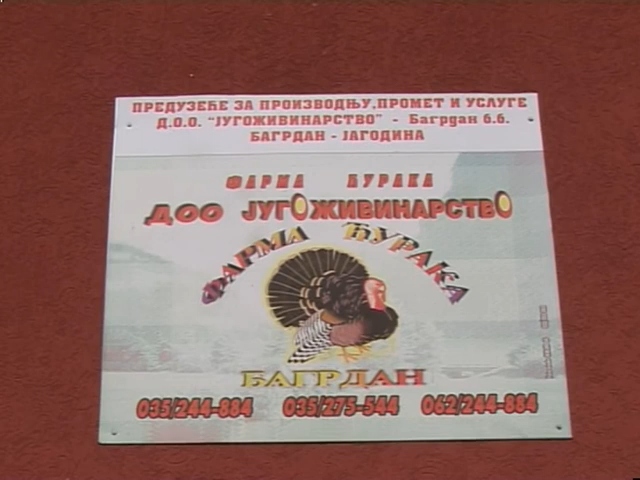 ПРЕДУЗЕЋЕ ЗА ПРОИЗВОДЊУ,ПРОМЕТ И УСЛУГЕ
Д.О.О. "ЈУГОЖИВИНАРСТВО" - Багрдан б.б.
БАГРДАН - ЈАГОДИНА
ФАРМА ЋУРАКА
ДОО ЈУГОЖИВИНАРСТВО
ФАРМА ЋУРАКА
БАГРДАН
035/244-884 035/275-544 062/244-884